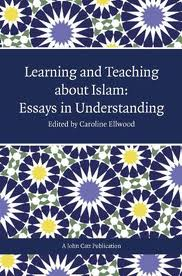 Learning and Teaching
about Islam:
Essays in Understanding
Edited by Caroline Ellwood
A John Catt Publication